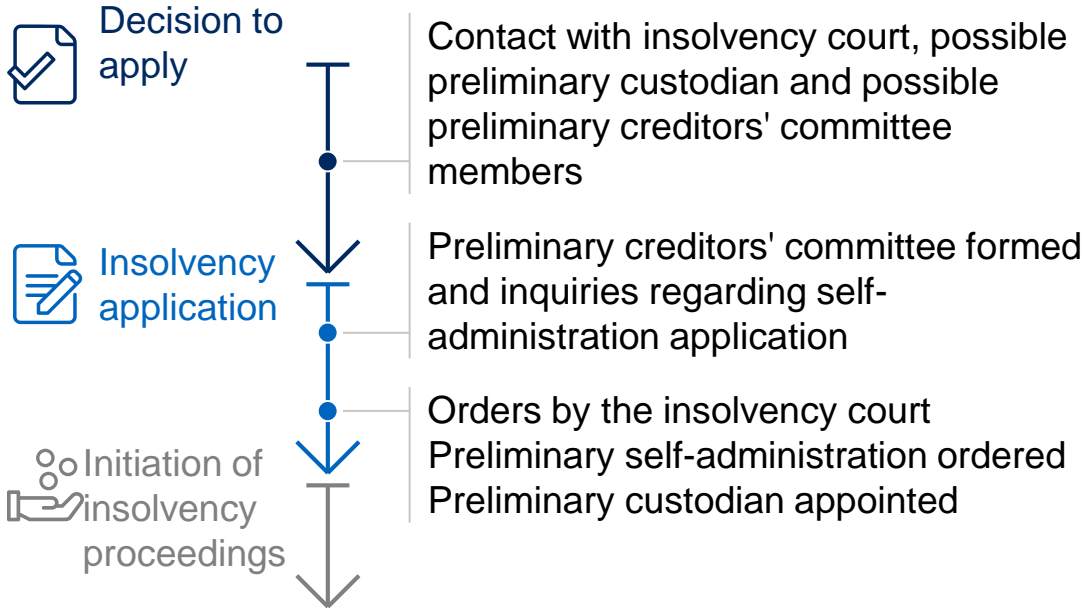 Decision to
apply
Contact with insolvency court, possible
preliminary custodian and possible
preliminary creditors' committee
members
Insolvency
application
Preliminary creditors' committee formed
and inquiries regarding self-
administration application
Orders by the insolvency court
Preliminary self-administration ordered
Preliminary custodian appointed
Initiation of
insolvency
proceedings